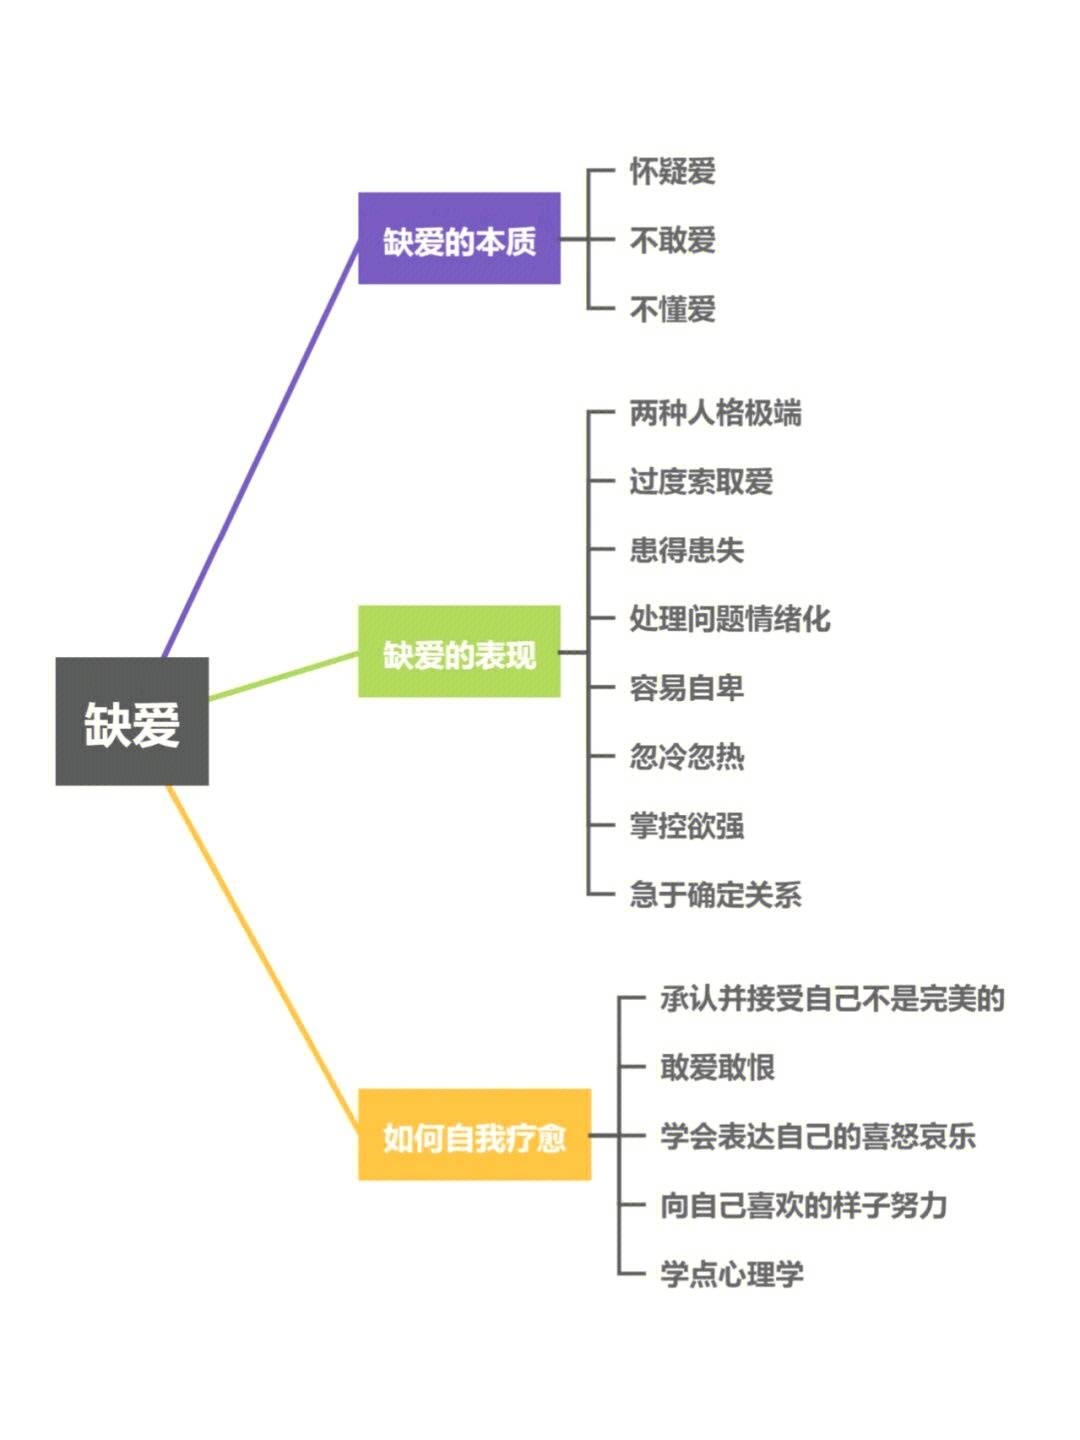 缺爱
缺爱的本质
怀疑爱
不敢爱
不懂爱
缺爱的表现
两种人格极端
过度索取爱
患得患失
处理问题情绪化
容易自卑
忽冷忽热
掌控欲强
急于确定关系
如何自我疗愈
承认并接受自己不是完美的
敢爱敢恨
学会表达自己的喜怒哀乐
向自己喜欢的样子努力
学点心理学